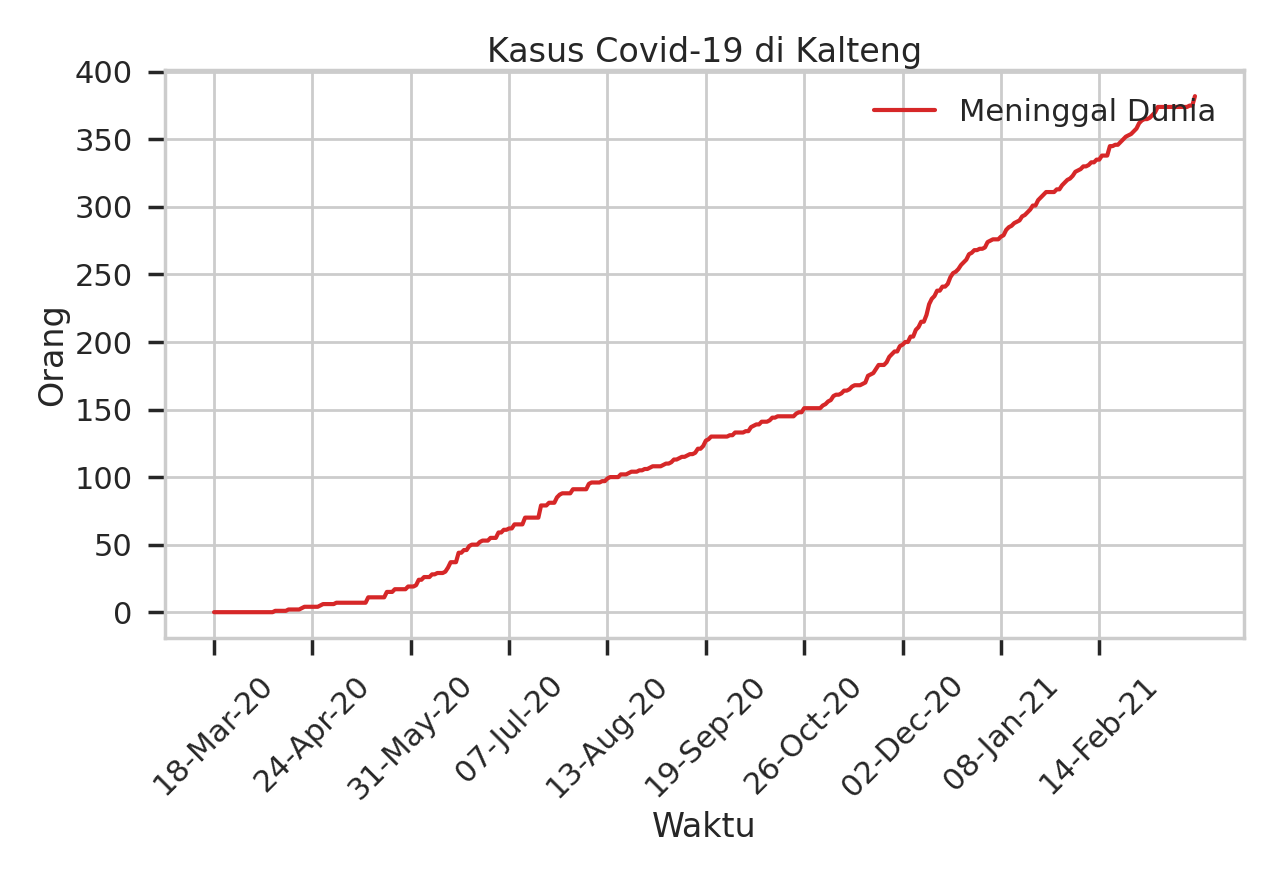 Kasus Covid-19 di Kalteng
Meninggal Dunia
400
350
300
250
200
150
100
50
0
Orang
18-Mar-20
24-Apr-20
31-May-20
07-Jul-20
13-Aug-20
19-Sep-20
26-Oct-20
02-Dec-20
08-Jan-21
14-Feb-21
Waktu